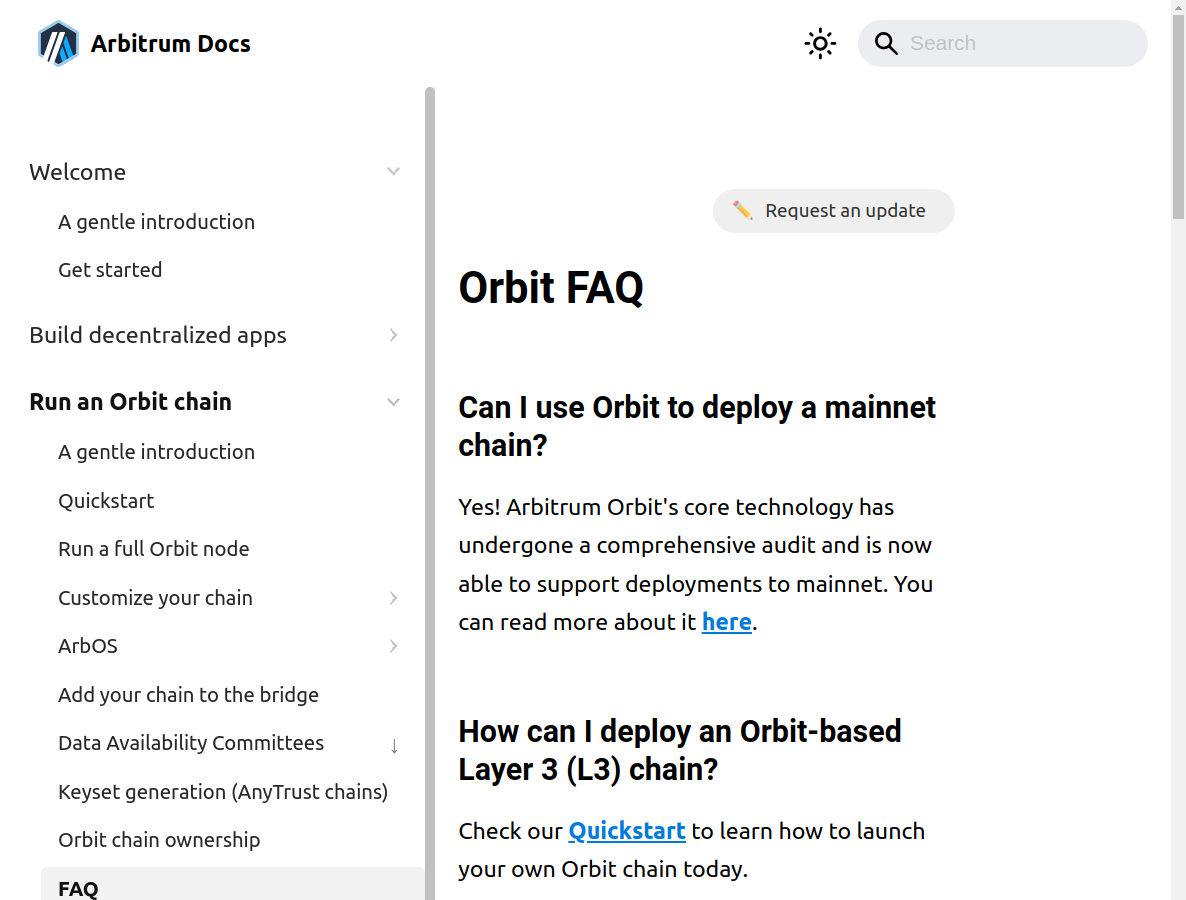 Arbitrum Docs
Search
Welcome
A gentle introduction
Get started
Build decentralized apps
Run an Orbit chain
A gentle introduction
Quickstart
Run a full Orbit node
Customize your chain
ArbOS
Add your chain to the bridge
Data Availability Committees ↓
Keyset generation (AnyTrust chains)
Orbit chain ownership
FAQ
✏️ Request an update
Orbit FAQ
Can I use Orbit to deploy a mainnet
chain?
Yes! Arbitrum Orbit's core technology has
undergone a comprehensive audit and is now
able to support deployments to mainnet. You
can read more about it here.
How can I deploy an Orbit-based
Layer 3 (L3) chain?
Check our Quickstart to learn how to launch
your own Orbit chain today.